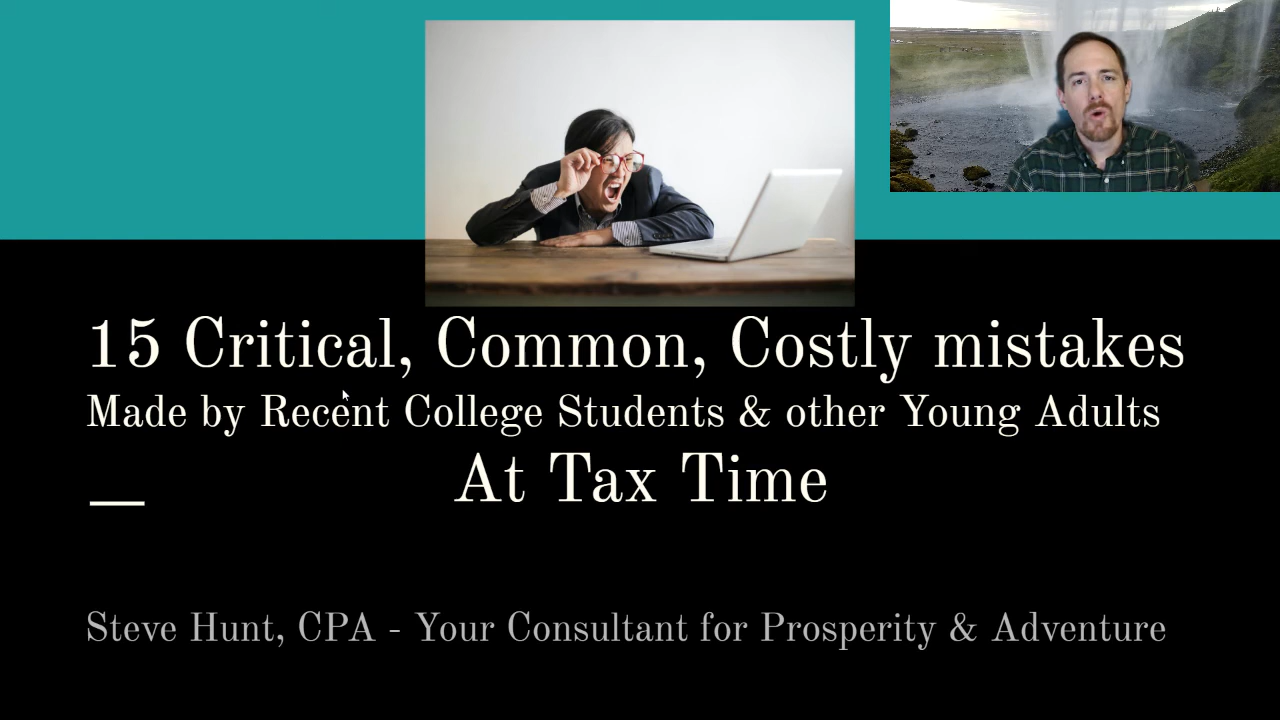 15 Critical, Common, Costly mistakes
Made by Recent College Students & other Young Adults
At Tax Time
Steve Hunt, CPA - Your Consultant for Prosperity & Adventure